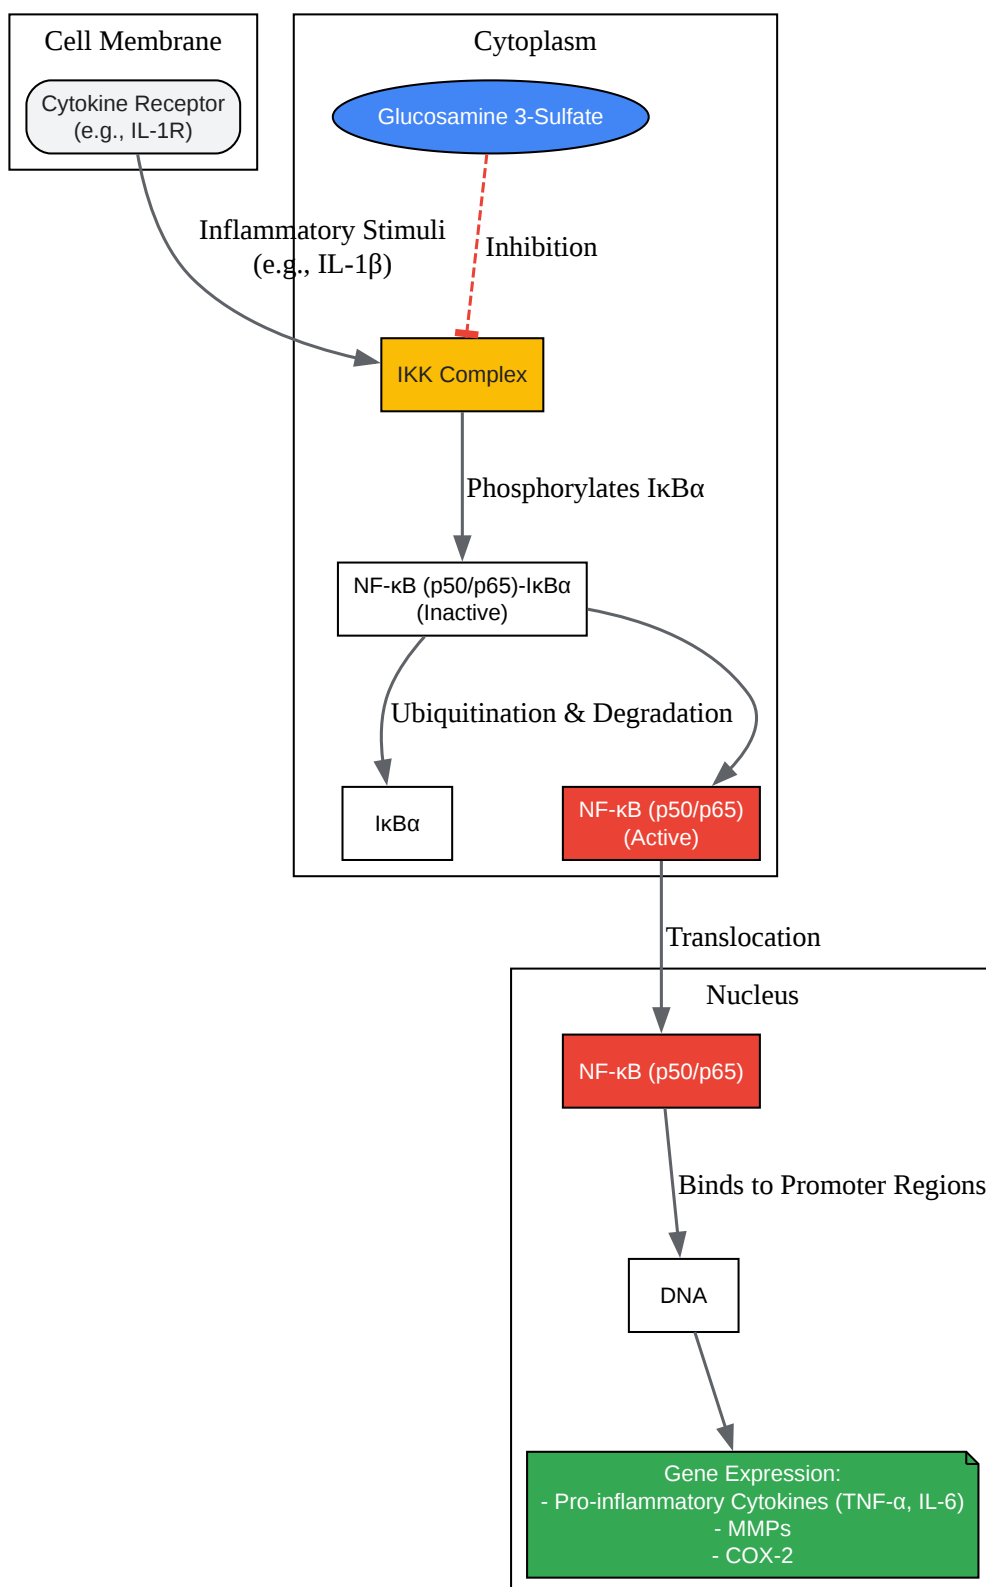 Cell Membrane
Cytokine Receptor
(e.g., IL-1R)
Cytoplasm
Glucosamine 3-Sulfate
Inflammatory Stimuli
(e.g., IL-1β)
Inhibition
IKK Complex
Phosphorylates IκBα
NF-κB (p50/p65)-IκBα
(Inactive)
Ubiquitination & Degradation
IκBα
NF-κB (p50/p65)
(Active)
Translocation
Nucleus
NF-κB (p50/p65)
Binds to Promoter Regions
DNA
Gene Expression:
- Pro-inflammatory Cytokines (TNF-α, IL-6)
- MMPs
- COX-2